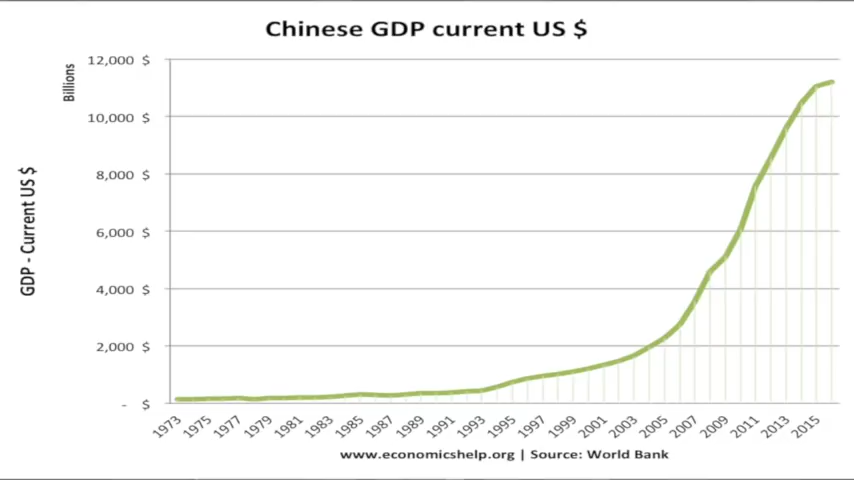 Chinese GDP current US $
Billions
GDP - Current US $
12,000 $
10,000 $
8,000 $
6,000 $
4,000 $
2,000 $
- $
1973 1975 1977 1979 1981 1983 1985 1987 1989 1991 1993 1995 1997 1999 2001 2003 2005 2007 2009 2011 2013 2015
www.economicshelp.org | Source: World Bank